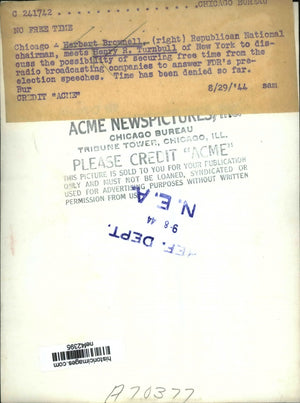 C 241742 . . . . . . . . . . . . . . CHICAGO BUREAU
NO FREE TIME
Chicago - Herbert Brownell, (right) Republican National
chairman, meets Henry R. Turnbull of New York to dis-
cuss the possibility of securing free time from the
radio broadcasting companies to answer FDR's pre-
election speeches. Time has been denied so far.
Bur
CREDIT "ACME" 8/29/'44 sam
ACME NEWSPICTURES, INC
CHICAGO BUREAU
TRIBUNE TOWER, CHICAGO, ILL.
PLEASE CREDIT "ACME"
THIS PICTURE IS SOLD TO YOU FOR YOUR PUBLICATION
ONLY AND MUST NOT BE LOANED, SYNDICATED OR
USED FOR ADVERTISING PURPOSES WITHOUT WRITTEN
PERMISSION FROM US
REF. DEPT.
9-8-44
N.E.A
historicimages.com
nef42395
A70377